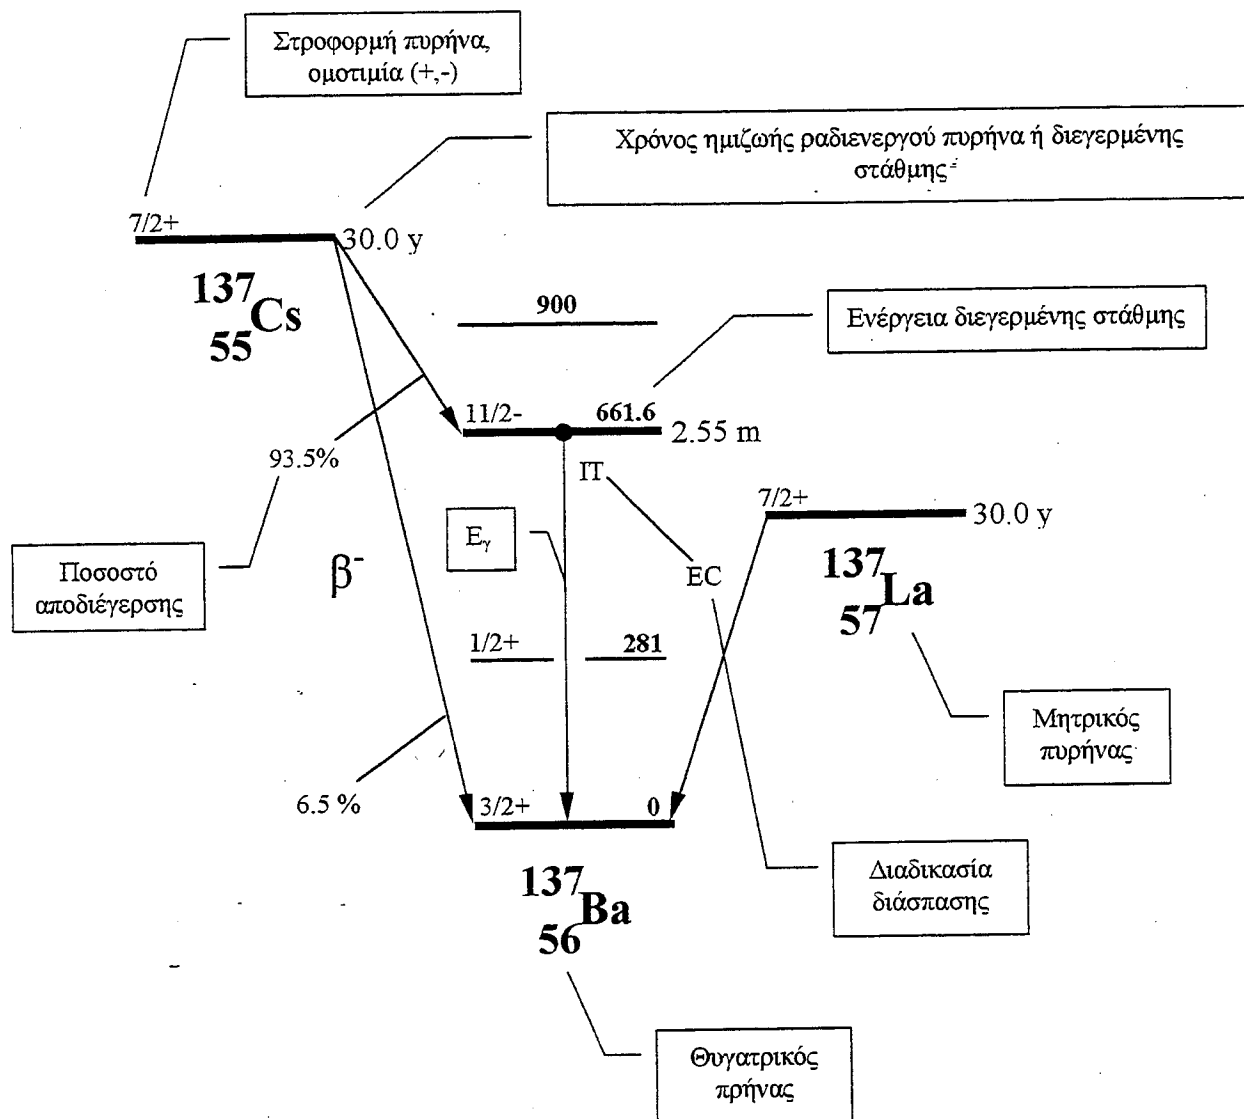 Στροφορμή πυρήνα,
ομοτιμία (+,-)
Χρόνος ημιζωής ραδιενεργού πυρήνα ή διεγερμένης
στάθμης
7/2+
30.0 y
137
55 Cs
900
Ενέργεια διεγερμένης στάθμης
11/2-
661.6
2.55 m
93.5%
IT
7/2+
30.0 y
Eγ
EC
Ποσοστό
αποδιέγερσης
β-
137
57 La
1/2+
281
Μητρικός
πυρήνας
6.5 %
3/2+
0
137
56 Ba
Διαδικασία
διάσπασης
Θυγατρικός
πρήνας